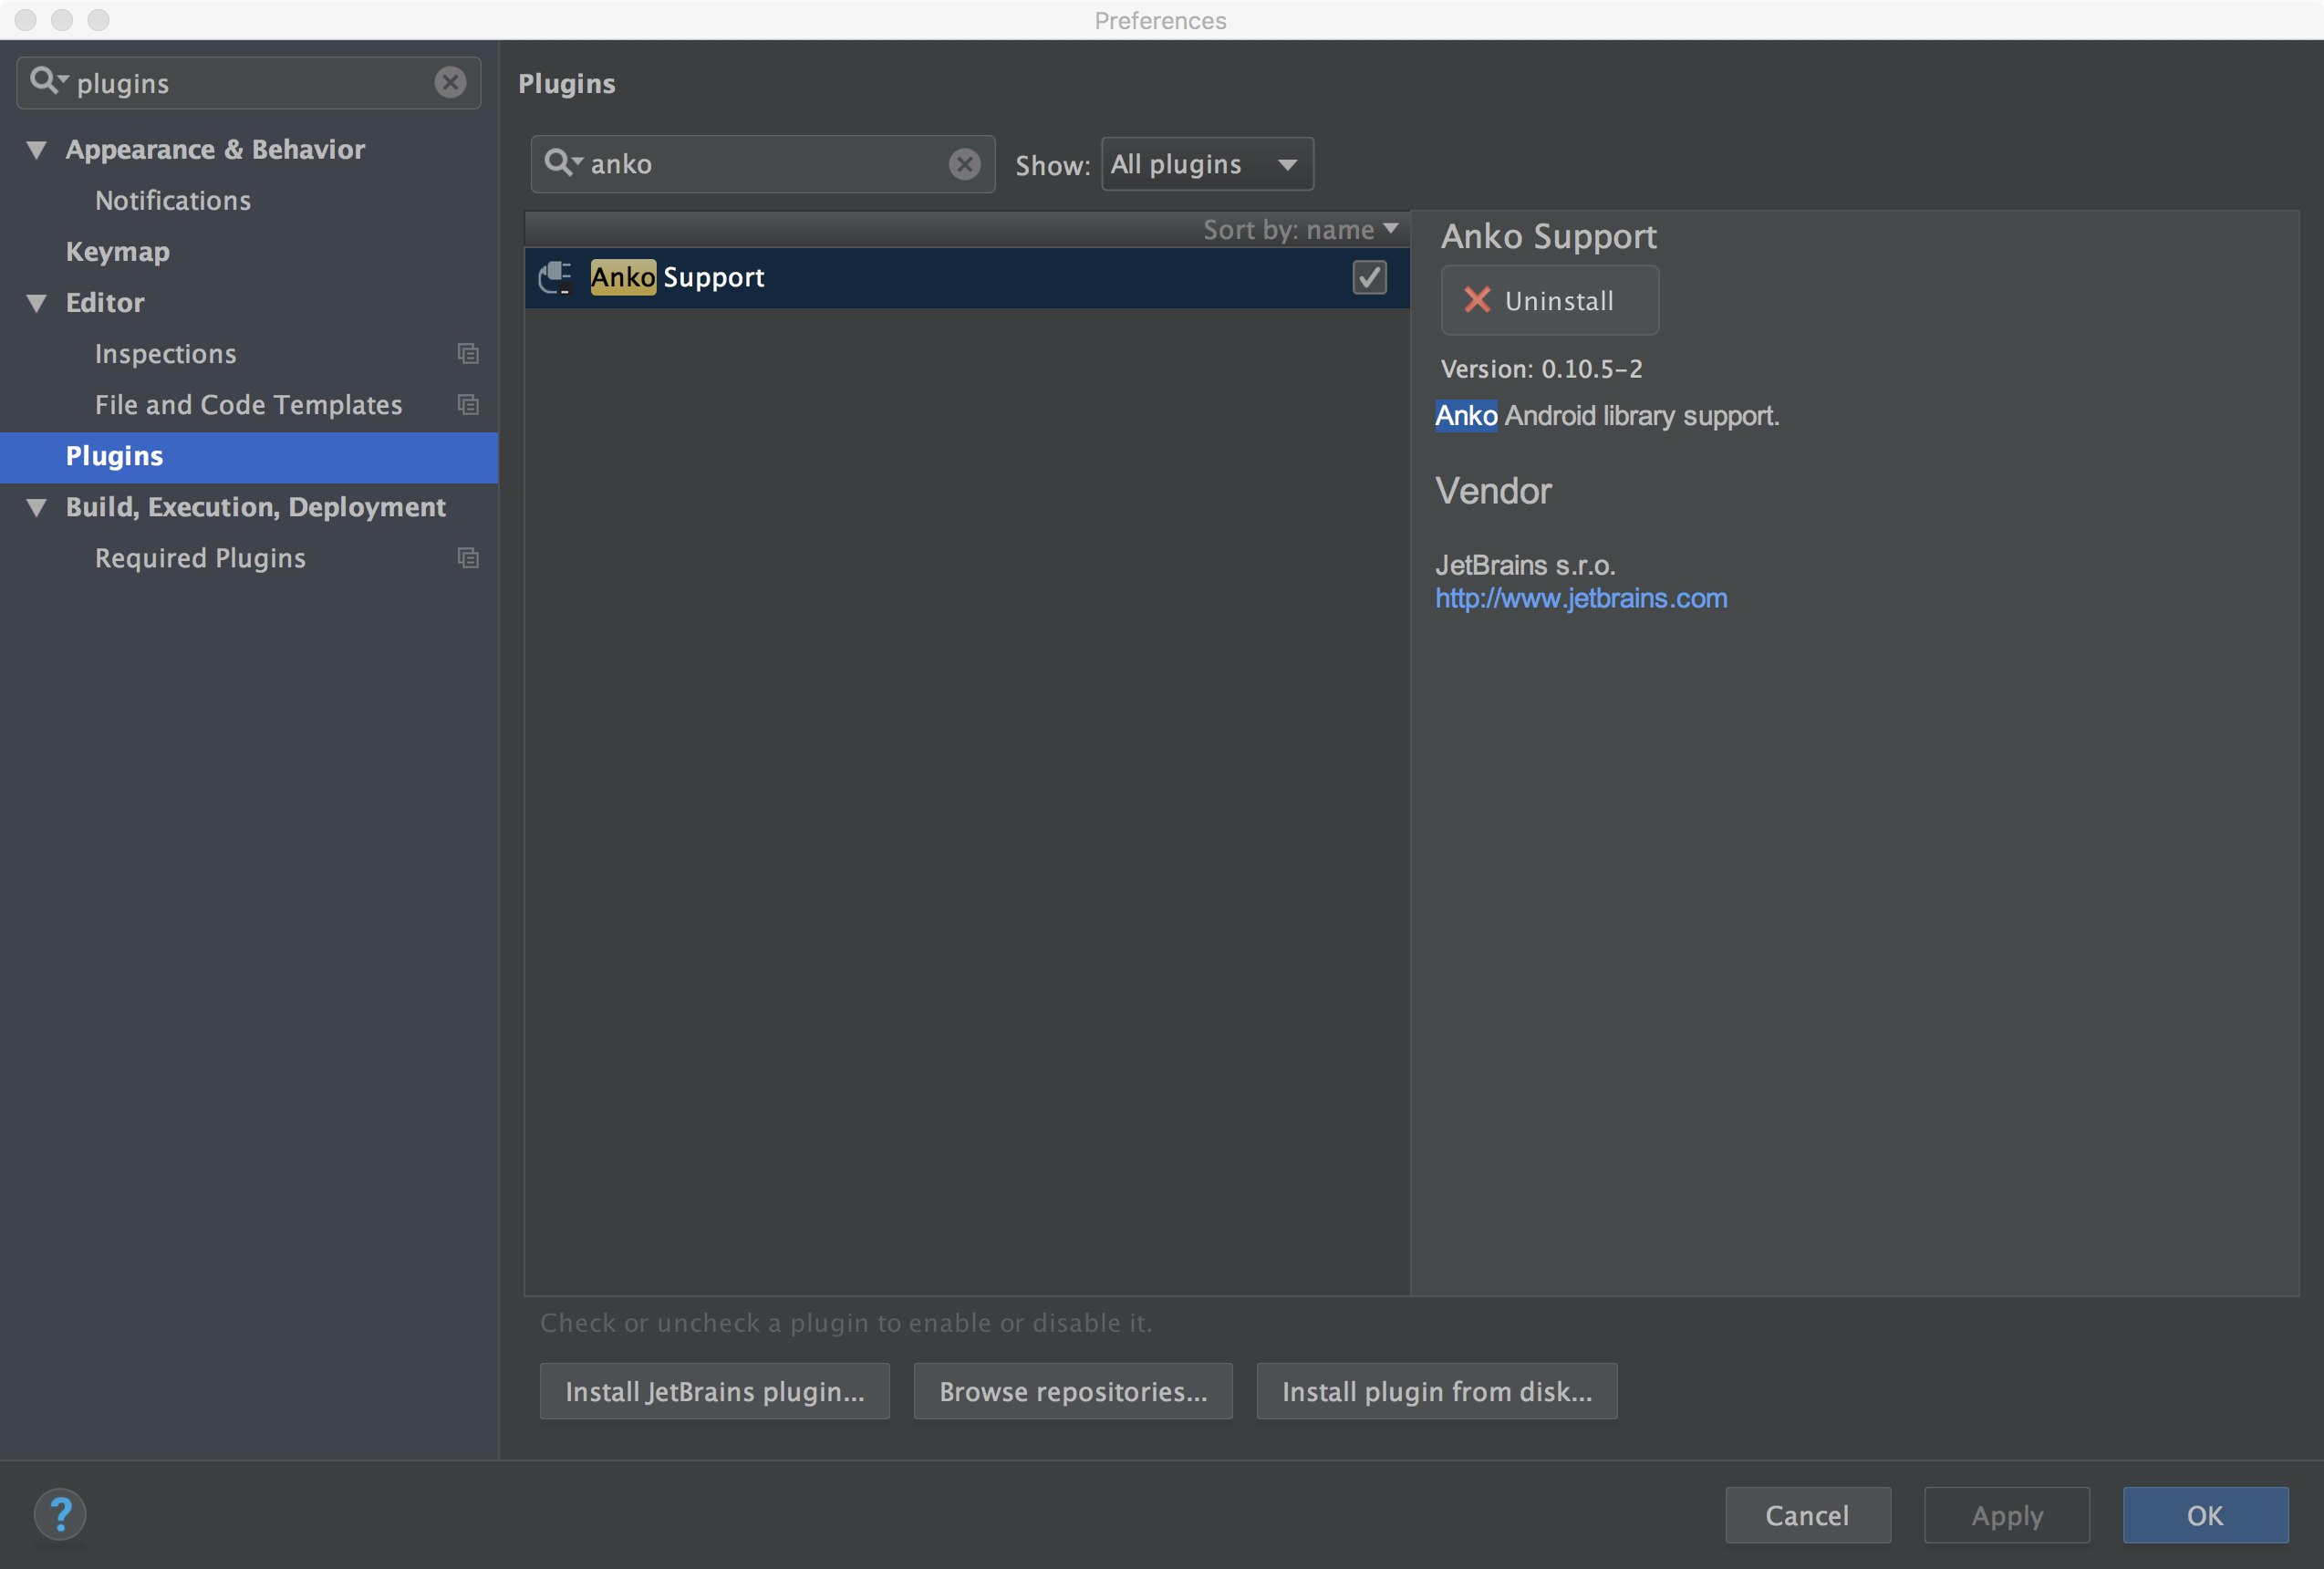 Preferences
plugins
Appearance & Behavior
Notifications
Keymap
Editor
Inspections
File and Code Templates
Plugins
Build, Execution, Deployment
Required Plugins
Plugins
anko
Show: All plugins
Sort by: name
Anko Support
Anko Support
Uninstall
Version: 0.10.5-2
Anko Android library support.
Vendor
JetBrains s.r.o.
http://www.jetbrains.com
Check or uncheck a plugin to enable or disable it.
Install JetBrains plugin...
Browse repositories...
Install plugin from disk...
?
Cancel
Apply
OK